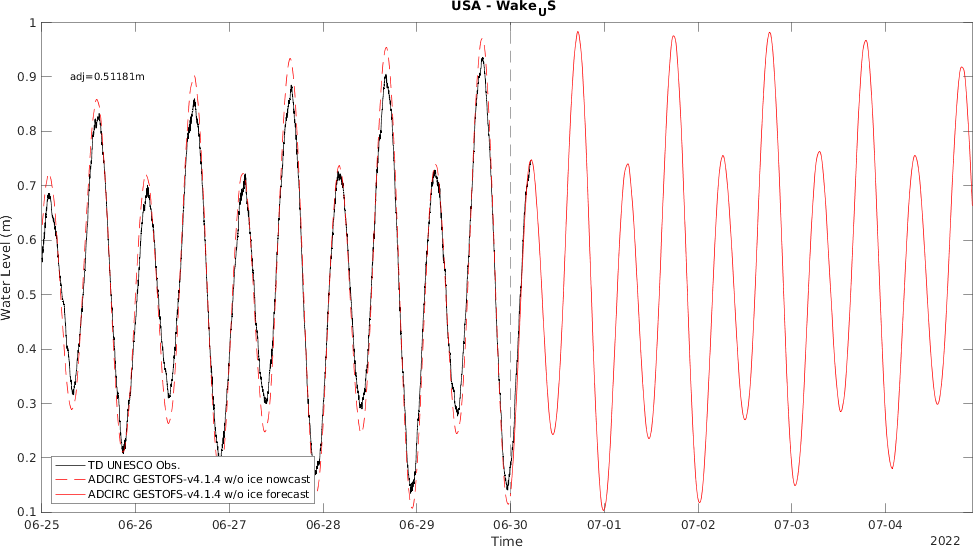 USA - Wake_US
1
0.9
adj=0.51181m
0.8
0.7
0.6
Water Level (m)
0.5
0.4
0.3
0.2
0.1
TD UNESCO Obs.
ADCIRC GESTOFS-v4.1.4 w/o ice nowcast
ADCIRC GESTOFS-v4.1.4 w/o ice forecast
06-25 06-26 06-27 06-28 06-29 06-30 07-01 07-02 07-03 07-04
Time
2022